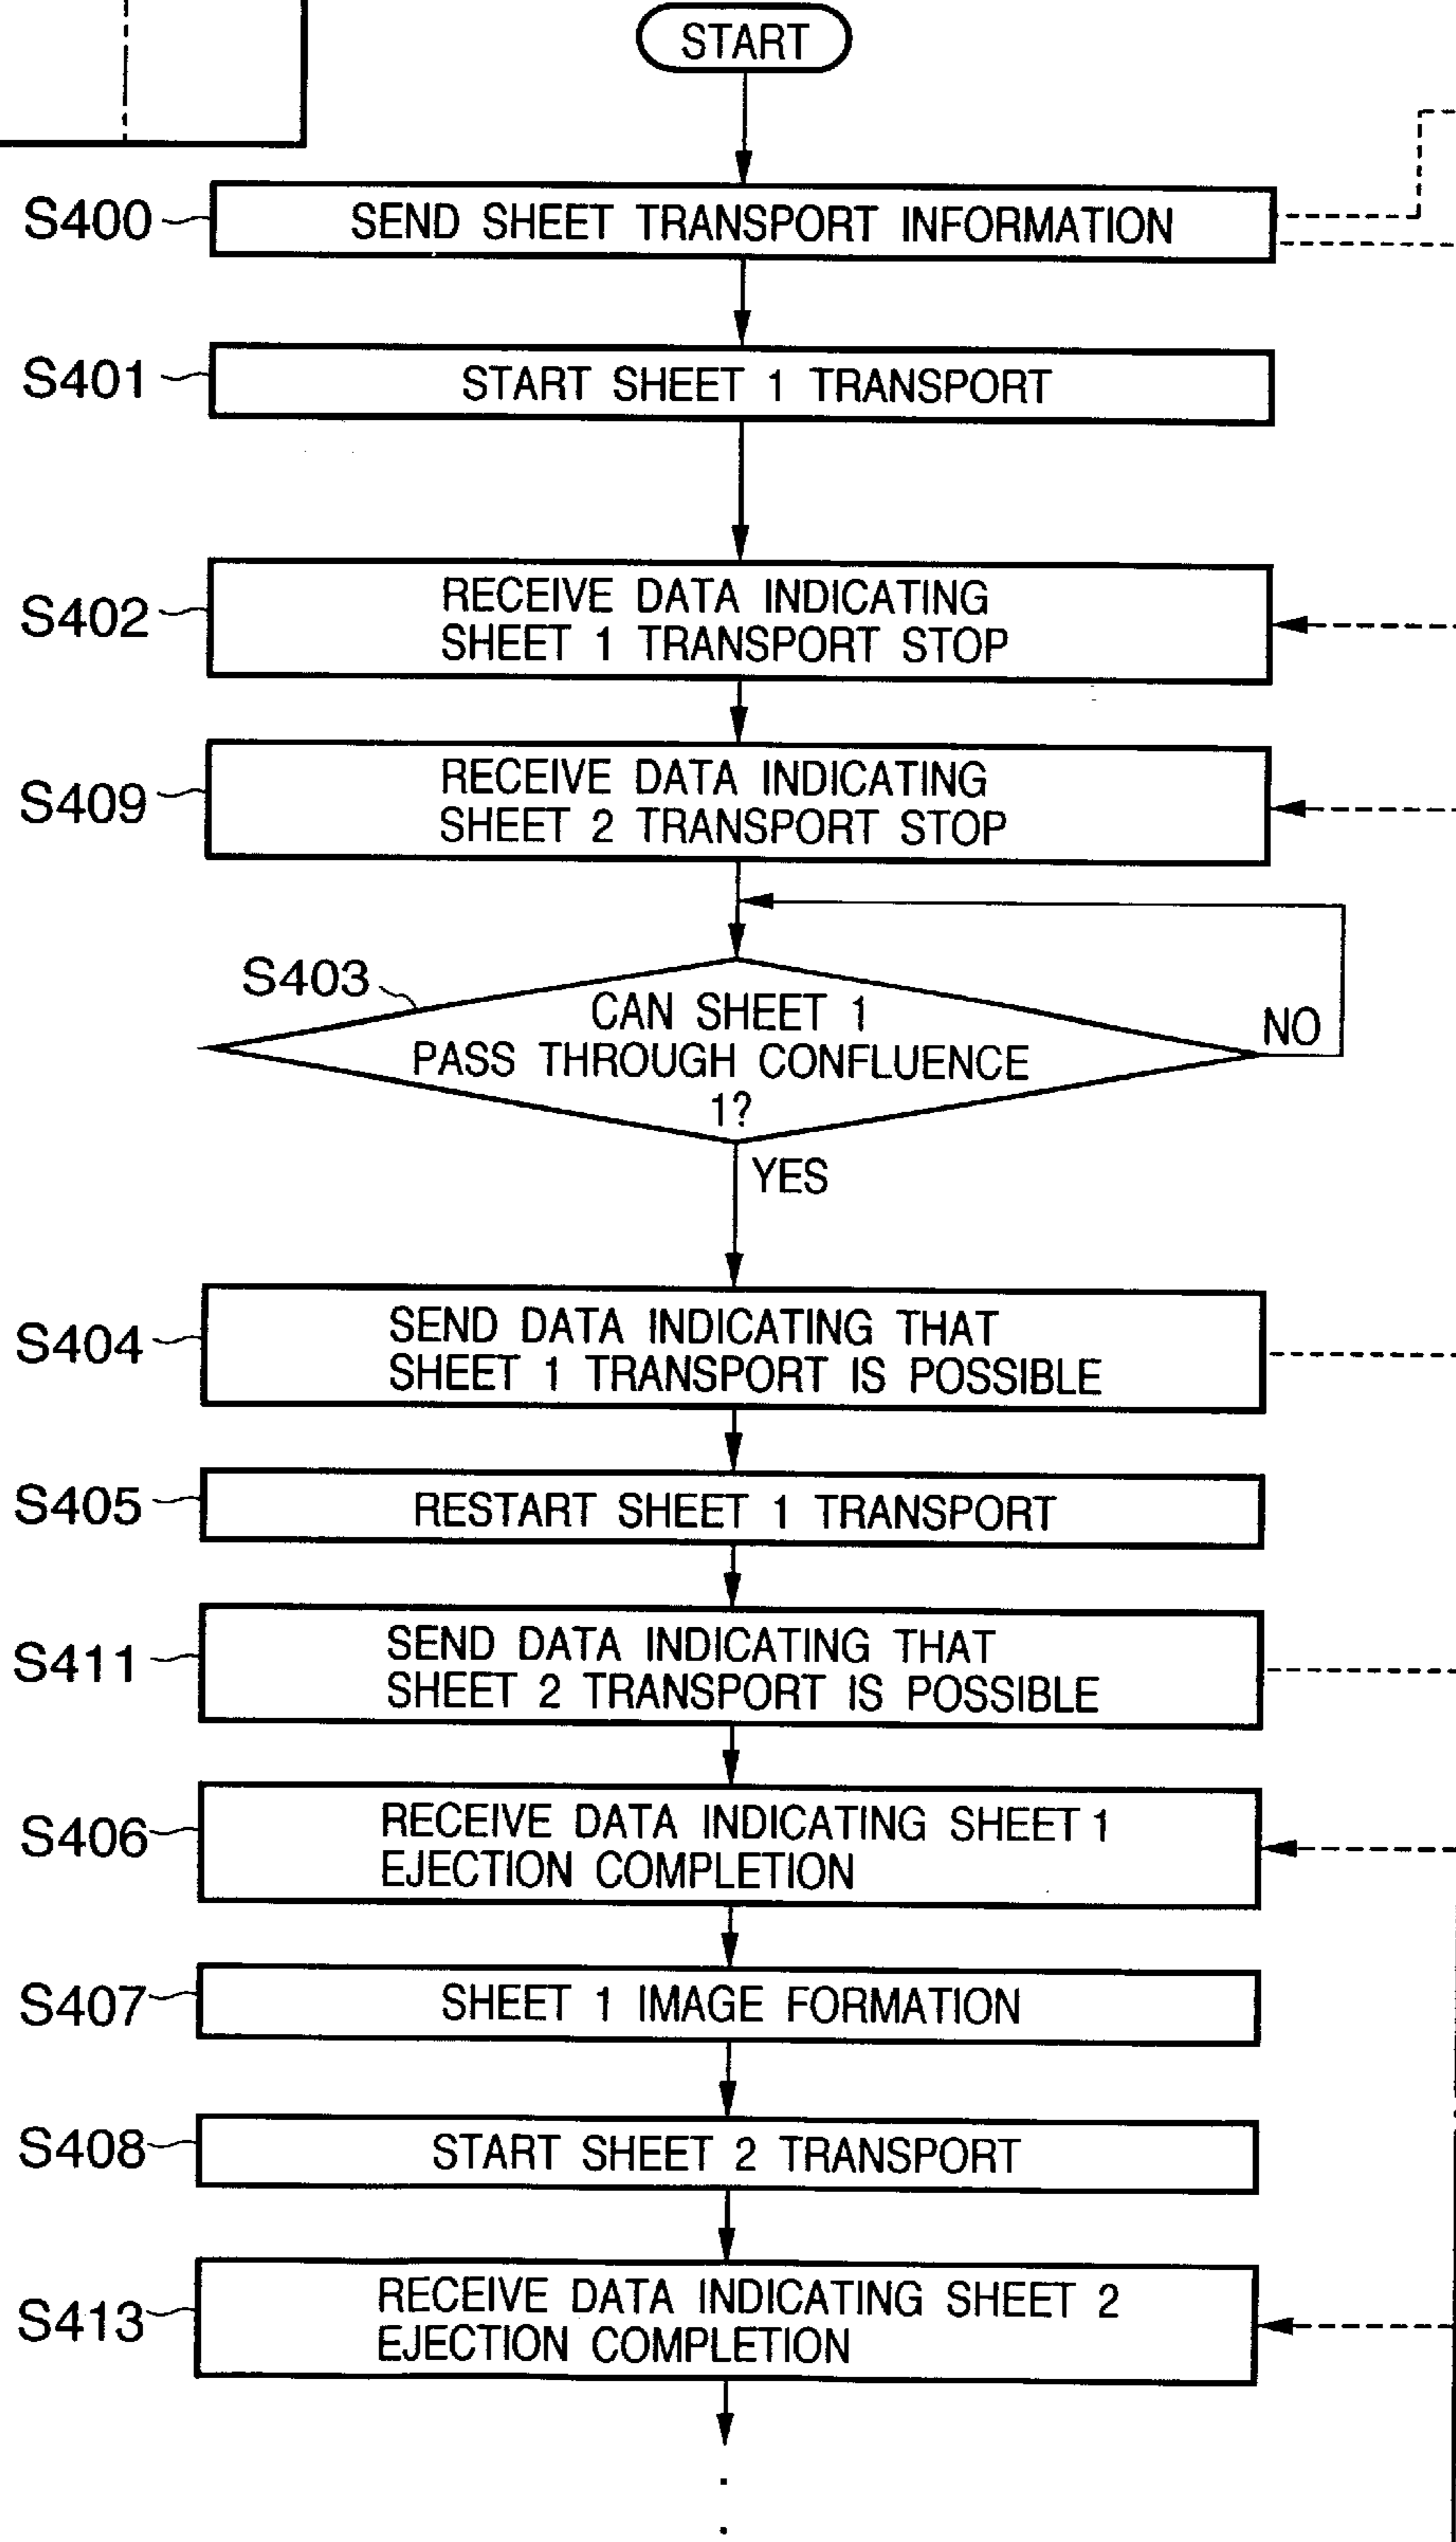 START
S400
SEND SHEET TRANSPORT INFORMATION
S401
START SHEET 1 TRANSPORT
S402
RECEIVE DATA INDICATING
SHEET 1 TRANSPORT STOP
S409
RECEIVE DATA INDICATING
SHEET 2 TRANSPORT STOP
S403
CAN SHEET 1
PASS THROUGH CONFLUENCE
1?
NO
YES
S404
SEND DATA INDICATING THAT
SHEET 1 TRANSPORT IS POSSIBLE
S405
RESTART SHEET 1 TRANSPORT
S411
SEND DATA INDICATING THAT
SHEET 2 TRANSPORT IS POSSIBLE
S406
RECEIVE DATA INDICATING SHEET 1
EJECTION COMPLETION
S407
SHEET 1 IMAGE FORMATION
S408
START SHEET 2 TRANSPORT
S413
RECEIVE DATA INDICATING SHEET 2
EJECTION COMPLETION